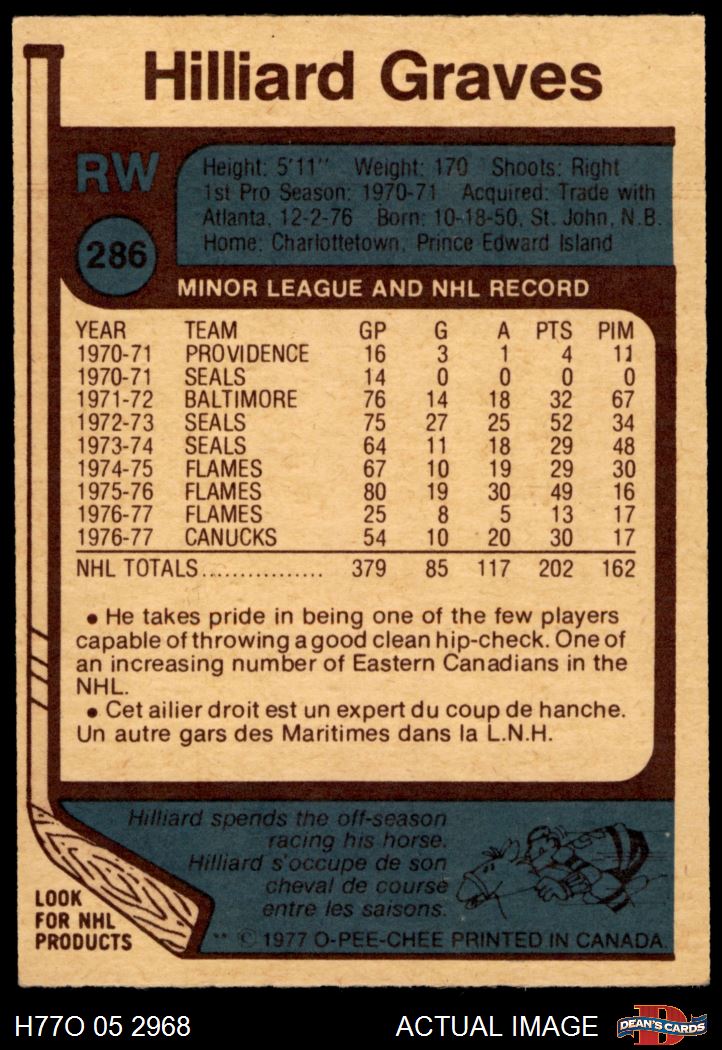 Hilliard Graves
RW
286
Height: 5'11" Weight: 170 Shoots: Right
1st Pro Season: 1970-71 Acquired: Trade with
Atlanta, 12-2-76 Born: 10-18-50, St. John, N.B.
Home: Charlottetown, Prince Edward Island
MINOR LEAGUE AND NHL RECORD
YEAR TEAM GP G A PTS PIM
1970-71 PROVIDENCE 16 3 1 4 11
1970-71 SEALS 14 0 0 0 0
1971-72 BALTIMORE 76 14 18 32 67
1972-73 SEALS 75 27 25 52 34
1973-74 SEALS 64 11 18 29 48
1974-75 FLAMES 67 10 19 29 30
1975-76 FLAMES 80 19 30 49 16
1976-77 FLAMES 25 8 5 13 17
1976-77 CANUCKS 54 10 20 30 17
NHL TOTALS................ 379 85 117 202 162
• He takes pride in being one of the few players
capable of throwing a good clean hip-check. One of
an increasing number of Eastern Canadians in the
NHL.
• Cet ailier droit est un expert du coup de hanche.
Un autre gars des Maritimes dans la L.N.H.
Hilliard spends the off-season
racing his horse.
Hilliard s'occupe de son
cheval de course
entre les saisons.
LOOK
FOR NHL
PRODUCTS
** © 1977 O-PEE-CHEE PRINTED IN CANADA.
H77O 05 2968
ACTUAL IMAGE
D
DEAN'S CARDS